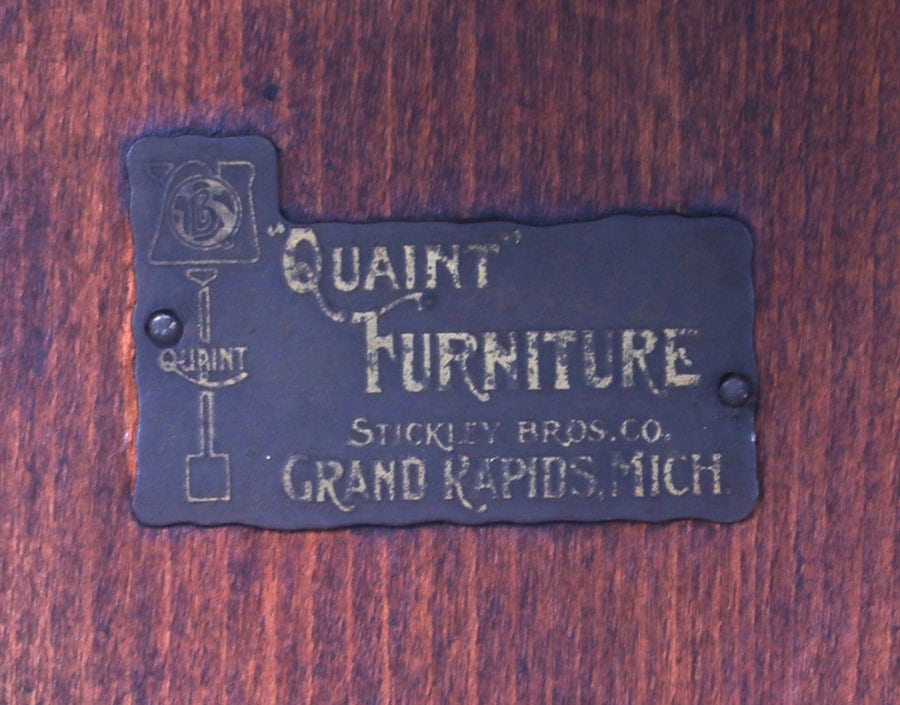 "QUAINT"
FURNITURE
STICKLEY BROS. CO.
GRAND RAPIDS, MICH.
QUAINT